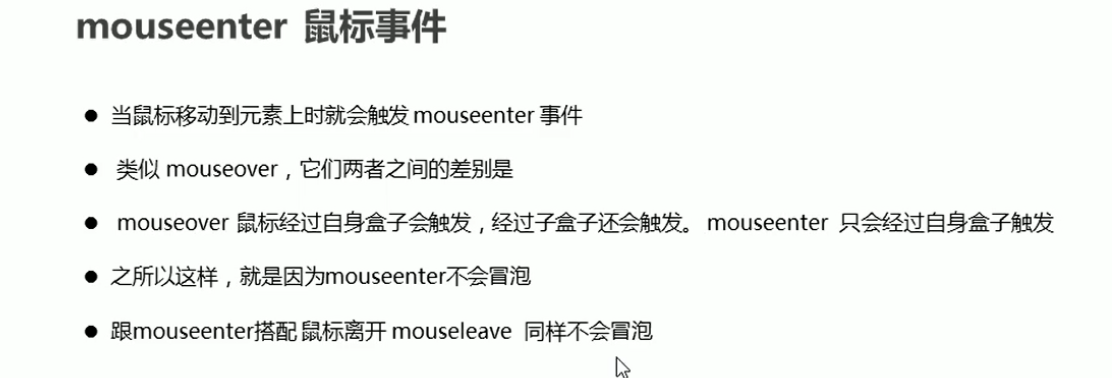 mouseenter 鼠标事件
● 当鼠标移动到元素上时就会触发 mouseenter 事件
● 类似 mouseover，它们两者之间的差别是
● mouseover 鼠标经过自身盒子会触发，经过子盒子还会触发。 mouseenter 只会经过自身盒子触发
● 之所以这样，就是因为mouseenter不会冒泡
● 跟mouseenter搭配 鼠标离开 mouseleave 同样不会冒泡